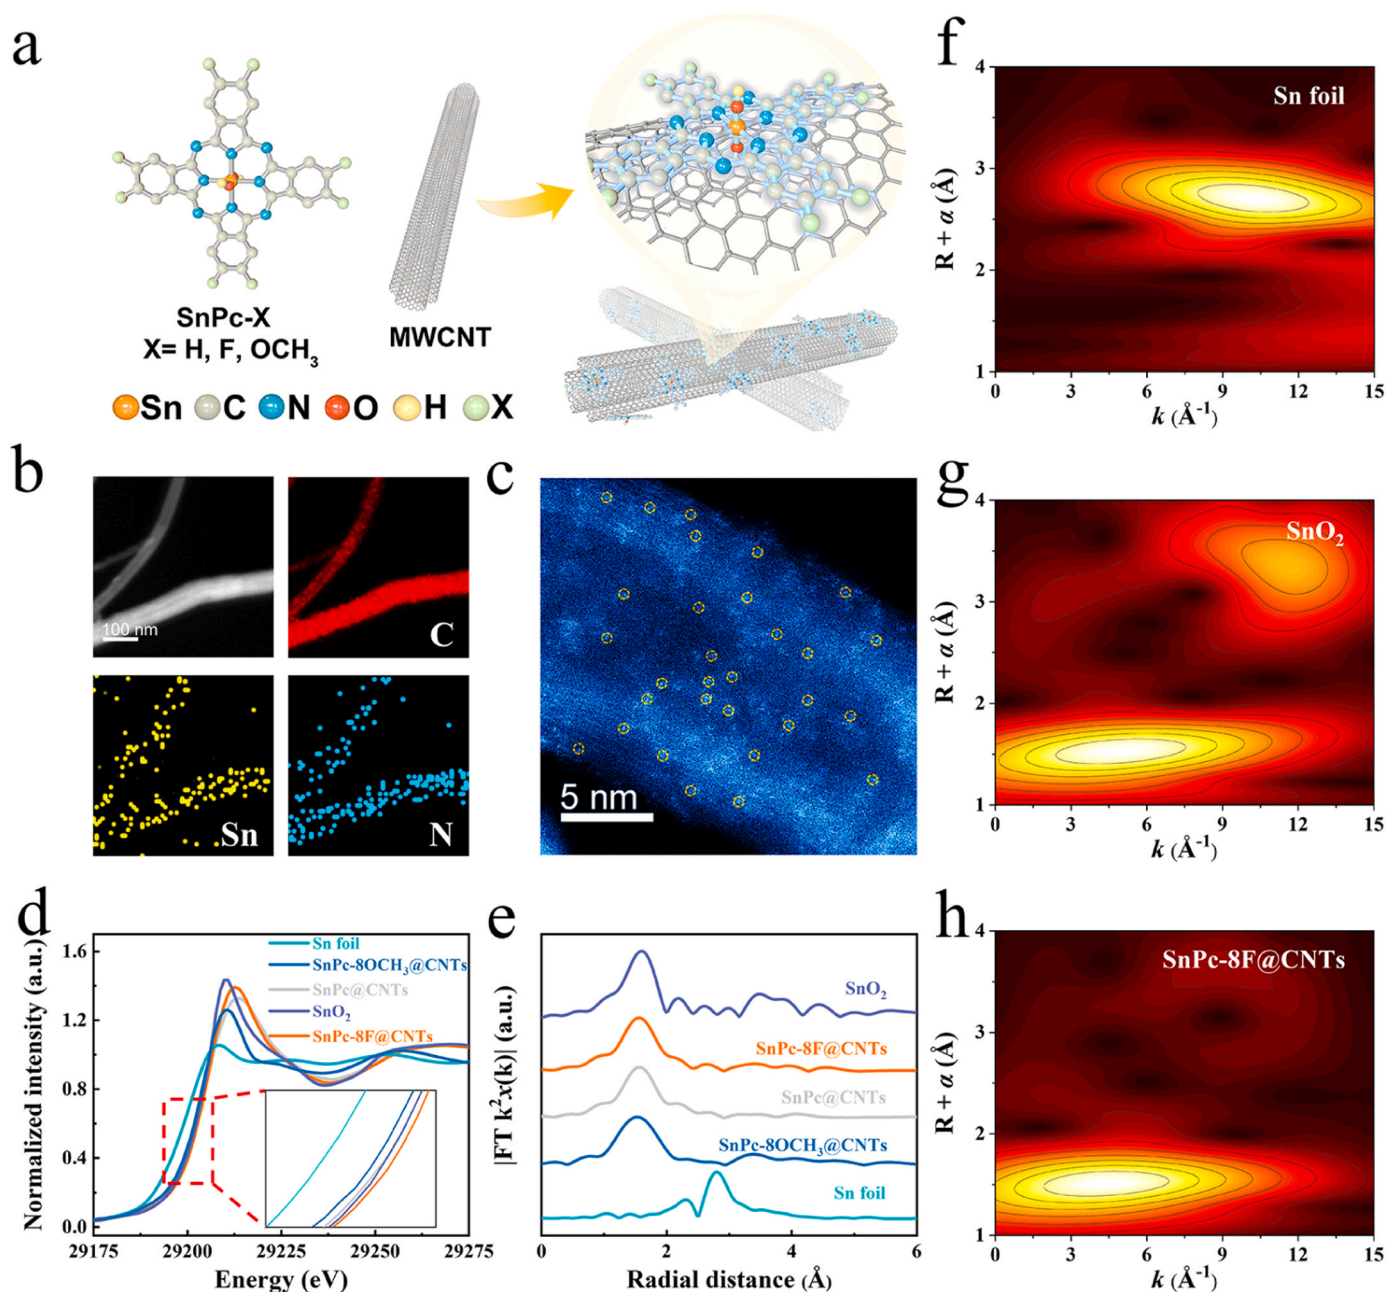 a
SnPc-X
X= H, F, OCH₃
MWCNT
Sn C N O H X
b
C
100 nm
Sn
N
c
5 nm
d
Normalized intensity (a.u.)
1.6
1.2
0.8
0.4
0.0
Sn foil
SnPc-8OCH₃@CNTs
SnPc@CNTs
SnO₂
SnPc-8F@CNTs
29175 29200 29225 29250 29275
Energy (eV)
e
|FT k²x(k)| (a.u.)
SnO₂
SnPc-8F@CNTs
SnPc@CNTs
SnPc-8OCH₃@CNTs
Sn foil
0 2 4 6
Radial distance (Å)
f
Sn foil
R + α (Å)
4
3
2
1
0 3 6 9 12 15
k (Å⁻¹)
g
SnO₂
R + α (Å)
4
3
2
1
0 3 6 9 12 15
k (Å⁻¹)
h
SnPc-8F@CNTs
R + α (Å)
4
3
2
1
0 3 6 9 12 15
k (Å⁻¹)